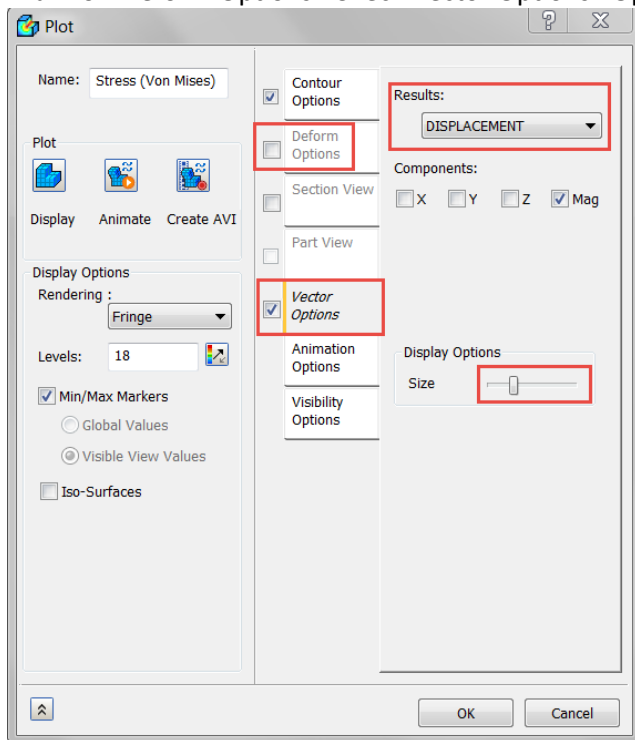 Plot
Name: Stress (Von Mises)
Plot
Display Animate Create AVI
Display Options
Rendering :
Fringe
Levels: 18
Min/Max Markers
Global Values
Visible View Values
Iso-Surfaces
Contour
Options
Deform
Options
Section View
Part View
Vector
Options
Animation
Options
Visibility
Options
Results:
DISPLACEMENT
Components:
X Y Z Mag
Display Options
Size
OK Cancel